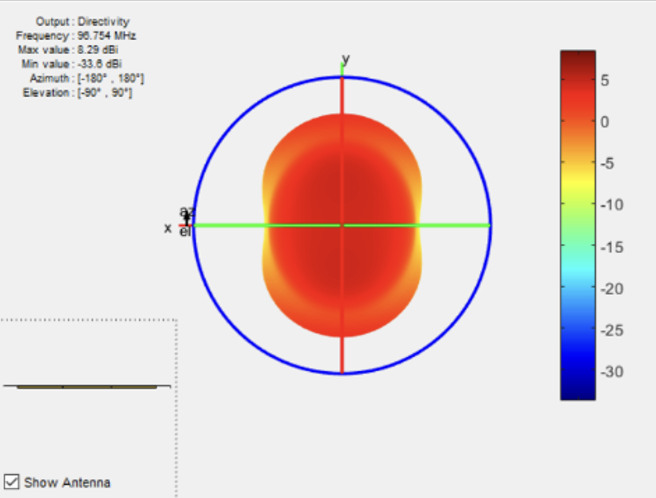 Output : Directivity
Frequency : 96.754 MHz
Max value : 8.29 dBi
Min value : -33.6 dBi
Azimuth : [-180° , 180°]
Elevation : [-90° , 90°]
y
az
x
el
5
0
-5
-10
-15
-20
-25
-30
Show Antenna